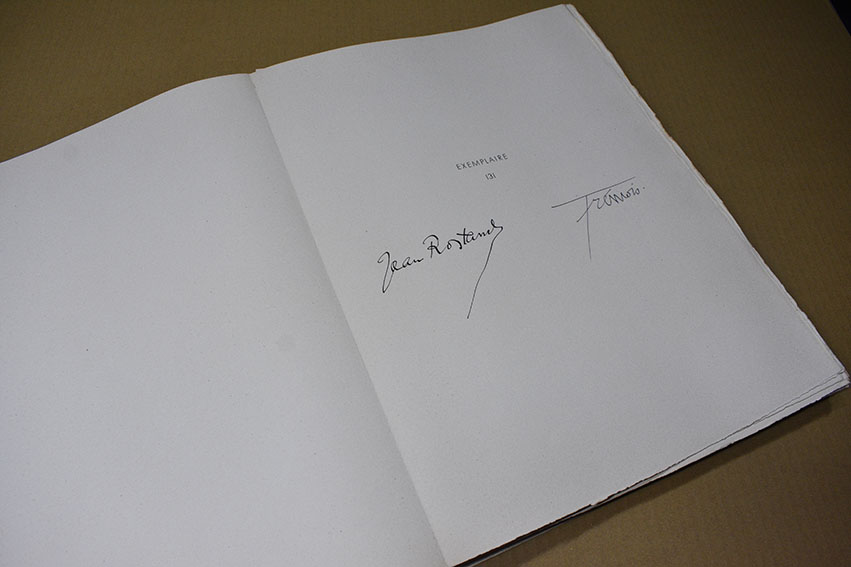 EXEMPLAIRE
131
Jean Rostand
Trémois.